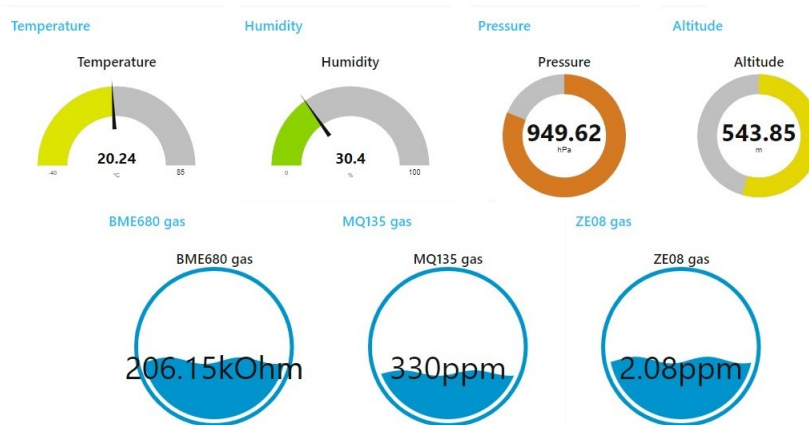 Temperature
Humidity
Pressure
Altitude
Temperature
Humidity
Pressure
Altitude
20.24
-40
°C
85
30.4
0
%
100
949.62
hPa
543.85
m
BME680 gas
MQ135 gas
ZE08 gas
BME680 gas
MQ135 gas
ZE08 gas
206.15kOhm
330ppm
2.08ppm